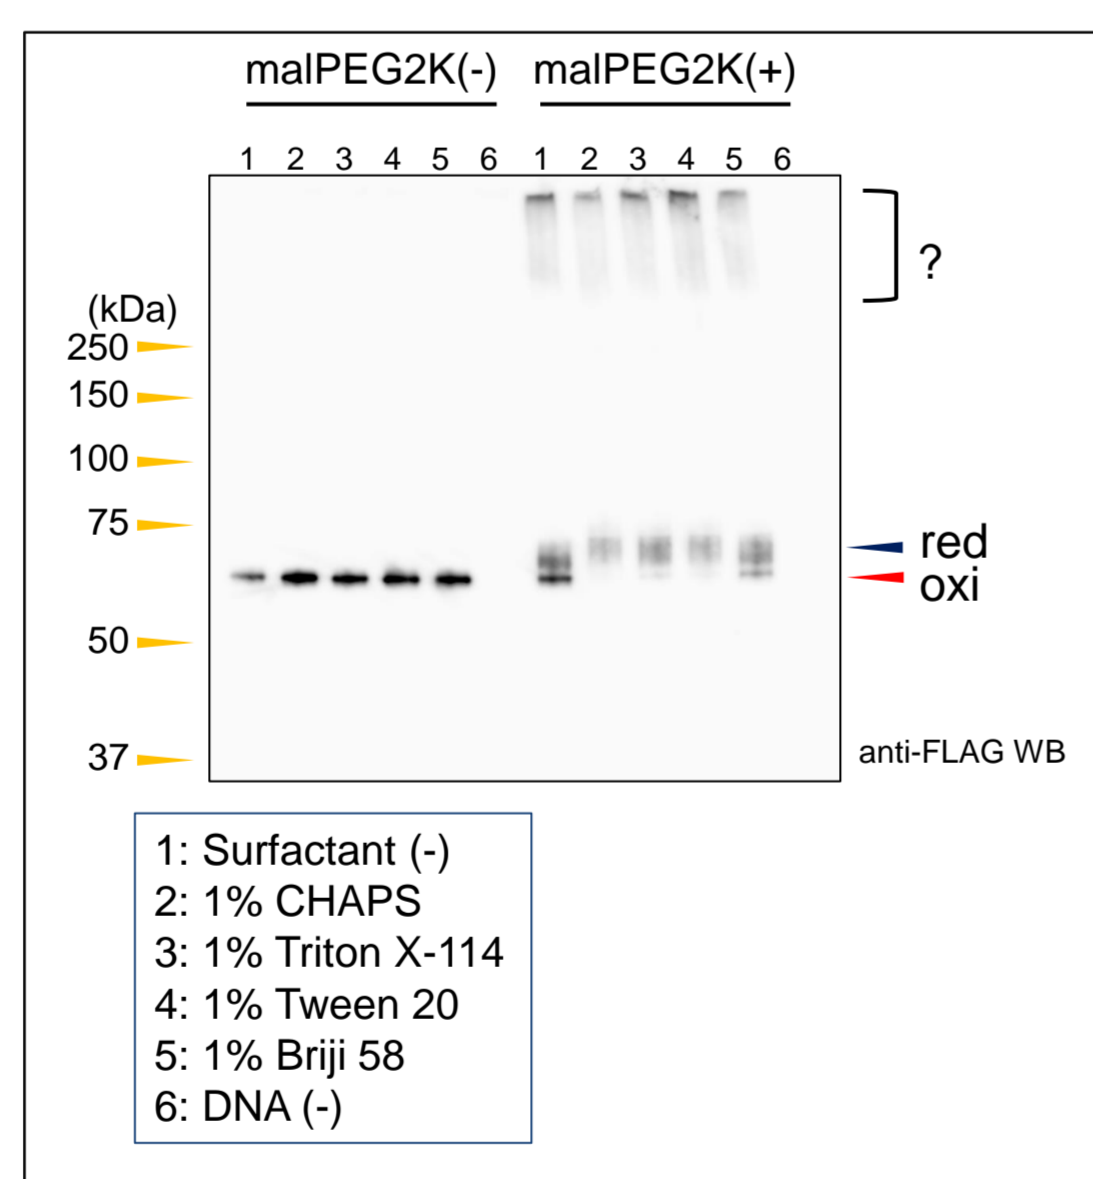 malPEG2K(-) malPEG2K(+)
1 2 3 4 5 6 1 2 3 4 5 6
?
(kDa)
250
150
100
75
red
oxi
50
37
anti-FLAG WB
1: Surfactant (-)
2: 1% CHAPS
3: 1% Triton X-114
4: 1% Tween 20
5: 1% Briji 58
6: DNA (-)